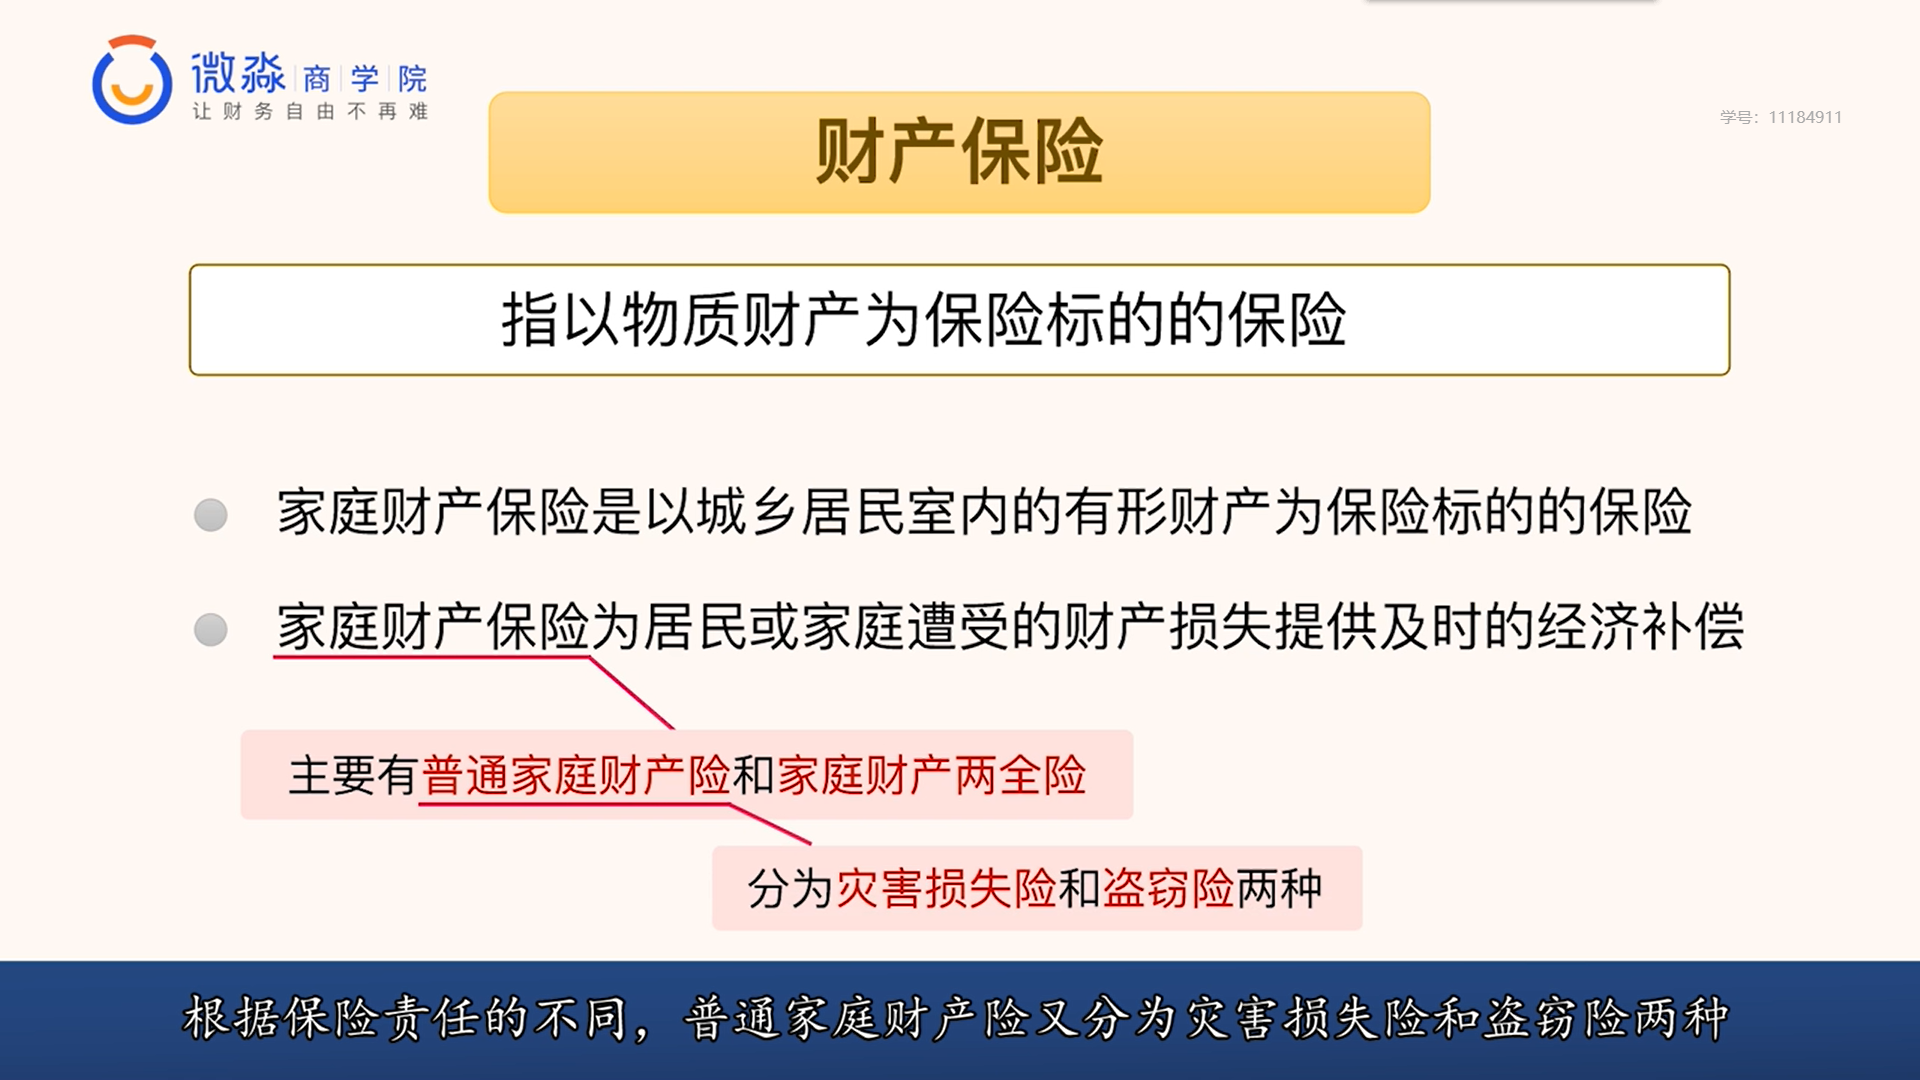 微淼商学院
让财务自由不再难
学号：11184911
财产保险
指以物质财产为保险标的的保险
家庭财产保险是以城乡居民室内的有形财产为保险标的的保险
家庭财产保险为居民或家庭遭受的财产损失提供及时的经济补偿
主要有普通家庭财产险和家庭财产两全险
分为灾害损失险和盗窃险两种
根据保险责任的不同，普通家庭财产险又分为灾害损失险和盗窃险两种